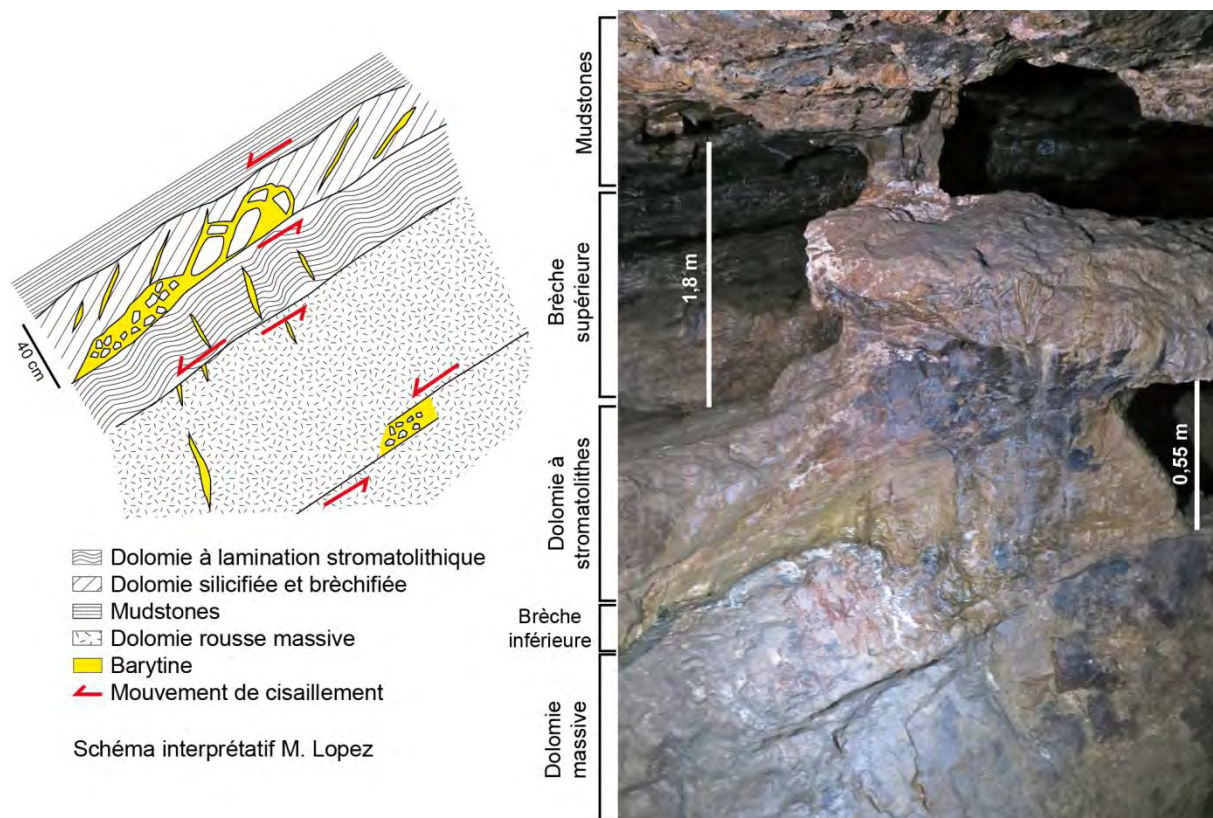 40 cm
Dolomie à lamination stromatolithique
Dolomie silicifiée et brèchifiée
Mudstones
Dolomie rousse massive
Barytine
Mouvement de cisaillement
Schéma interprétatif M. Lopez
Mudstones
Brèche
supérieure
Dolomie à
stromatolithes
Brèche
inférieure
Dolomie
massive
1,8 m
0,55 m